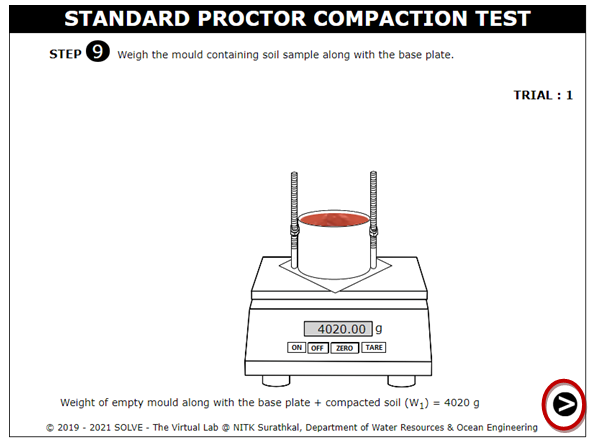 STANDARD PROCTOR COMPACTION TEST
STEP 9 Weigh the mould containing soil sample along with the base plate.
TRIAL : 1
4020.00 g
ON OFF ZERO TARE
Weight of empty mould along with the base plate + compacted soil (W₁) = 4020 g
>
© 2019 - 2021 SOLVE - The Virtual Lab @ NITK Surathkal, Department of Water Resources & Ocean Engineering